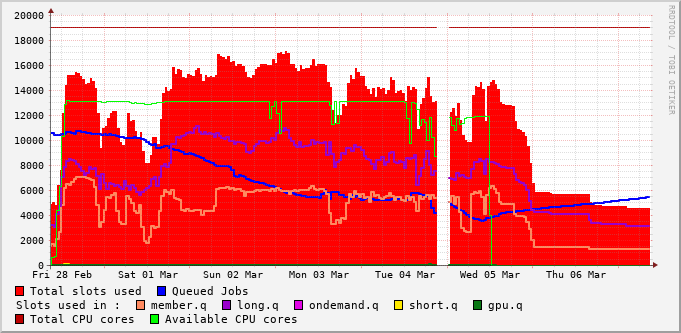 20000
18000
16000
14000
12000
10000
8000
6000
4000
2000
0
Fri 28 Feb Sat 01 Mar Sun 02 Mar Mon 03 Mar Tue 04 Mar Wed 05 Mar Thu 06 Mar
Total slots used Queued Jobs
Slots used in : member.q long.q ondemand.q short.q gpu.q
Total CPU cores Available CPU cores
RRDTOOL / TOBI OETIKER